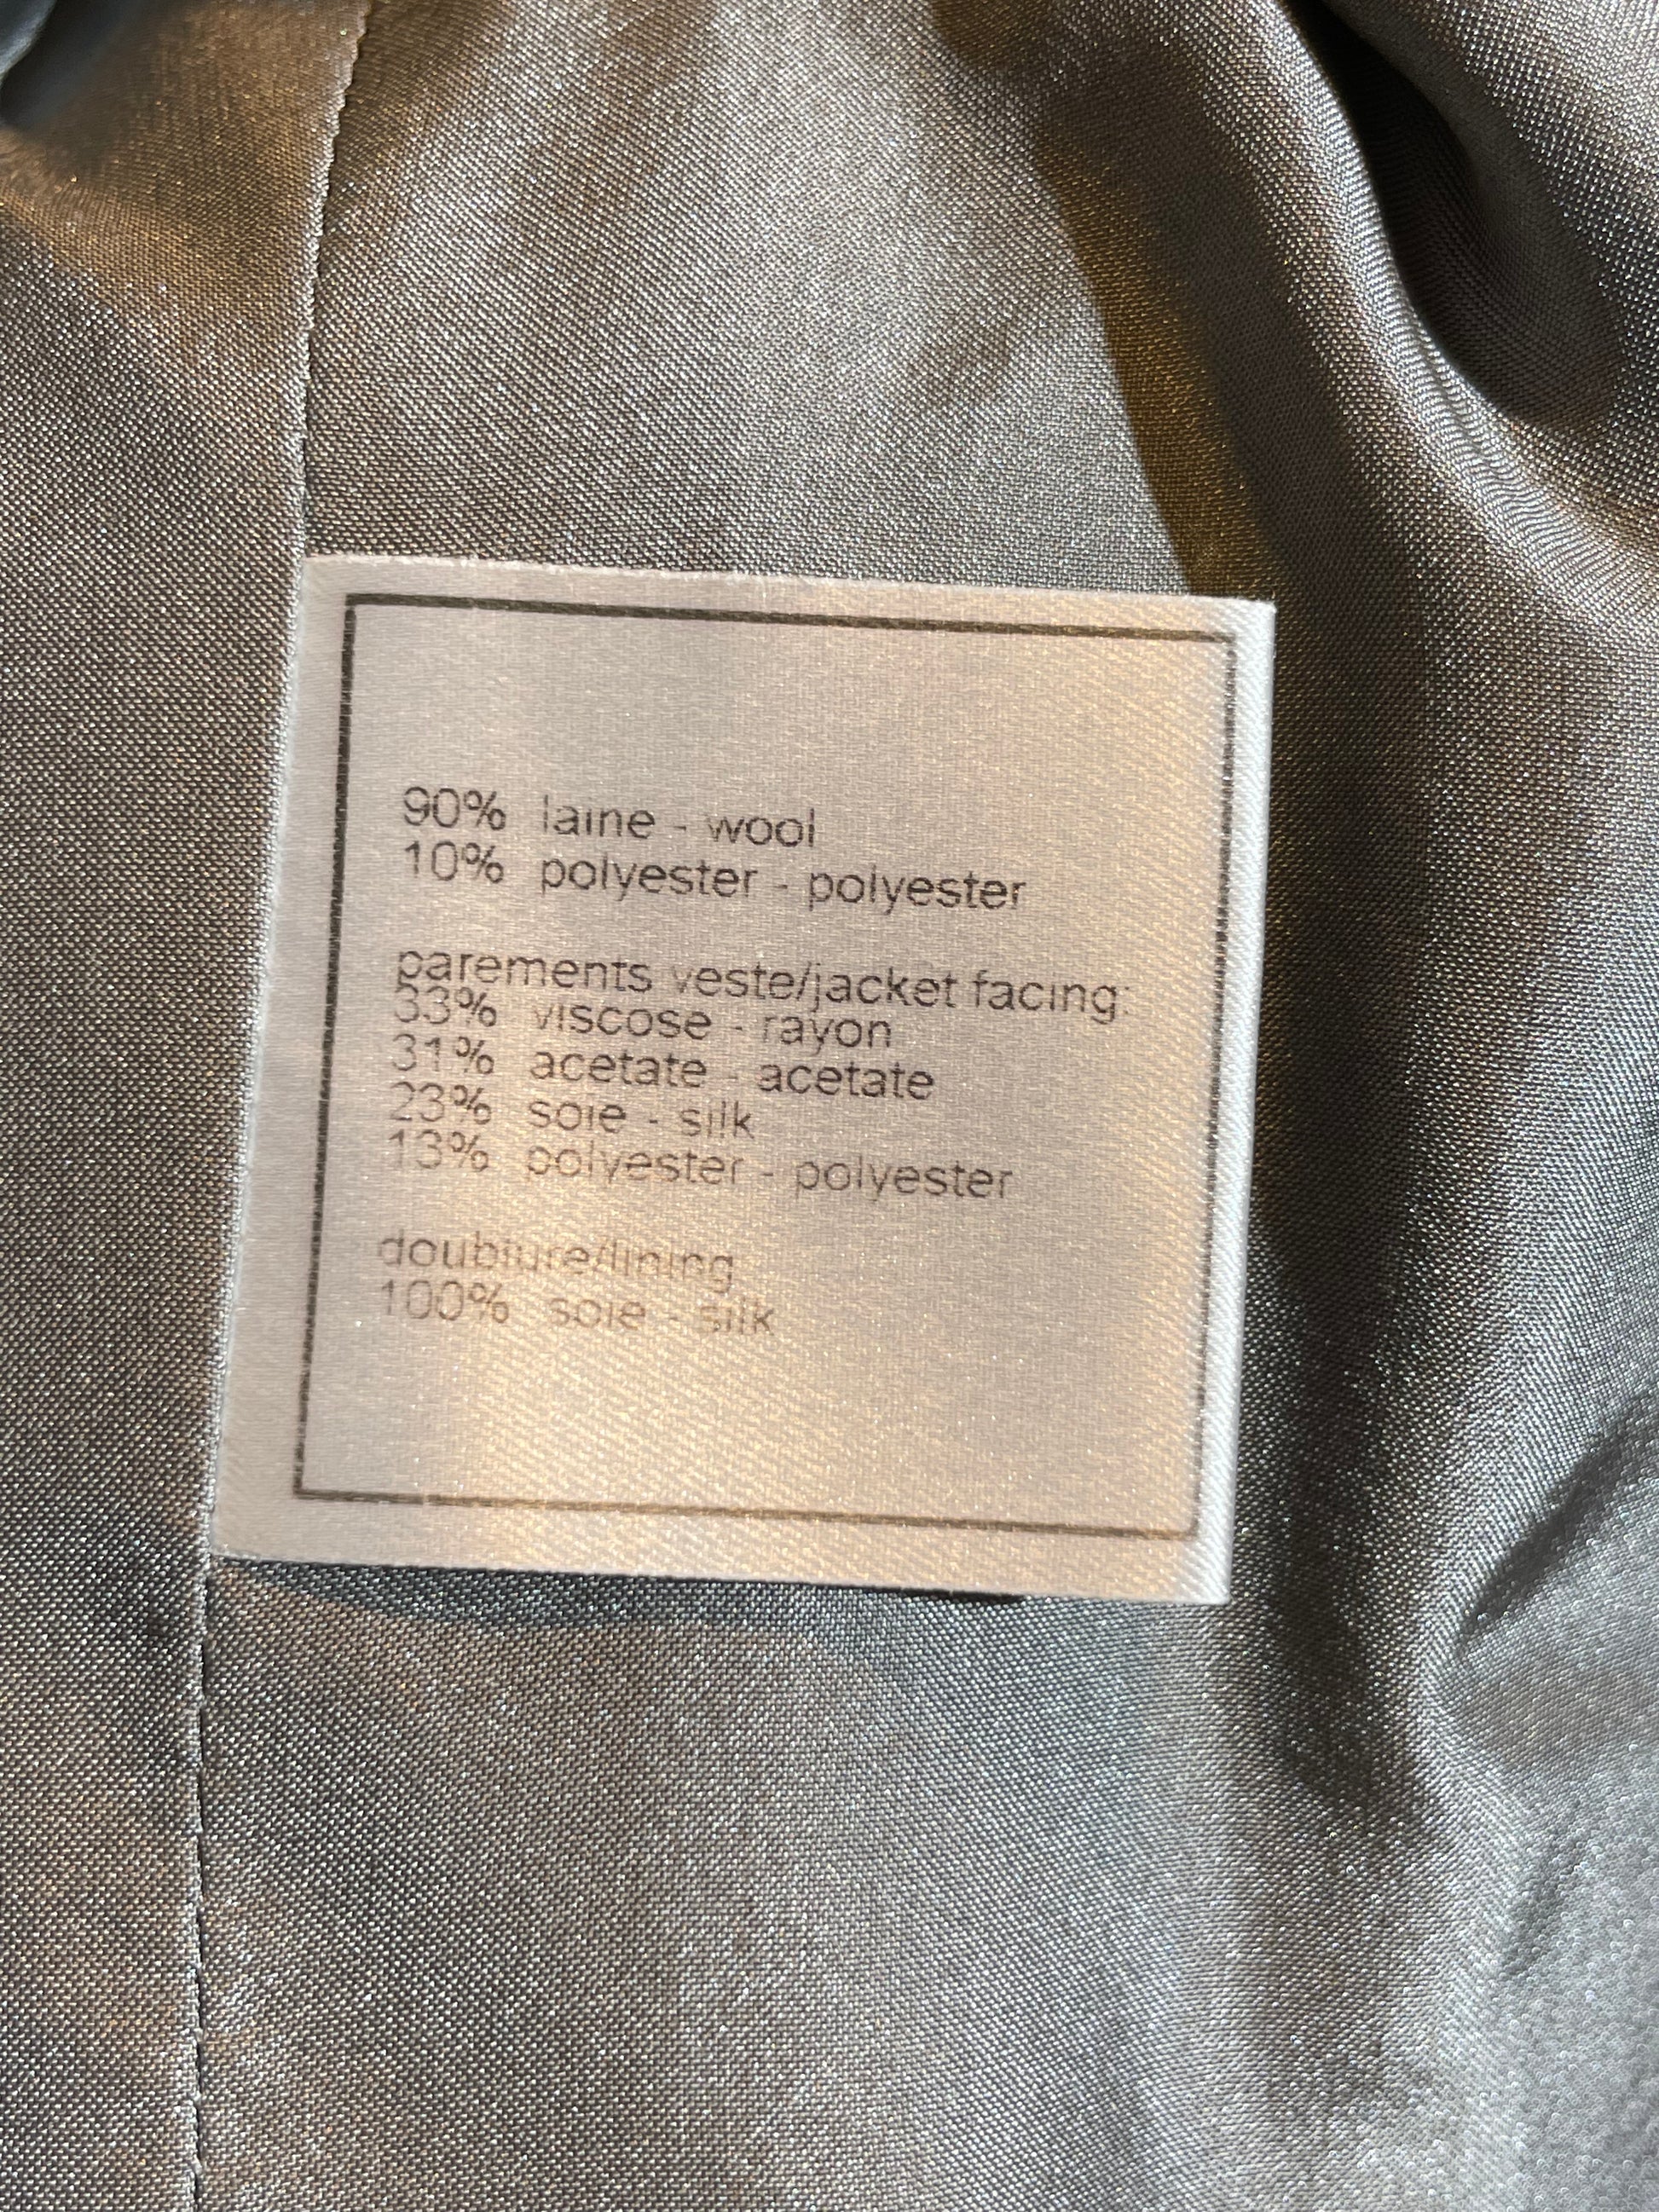 90% laine - wool
10% polyester - polyester
parements veste/jacket facing:
33% viscose - rayon
31% acetate - acetate
23% soie - silk
13% polyester - polyester
doublure/lining
100% soie - silk